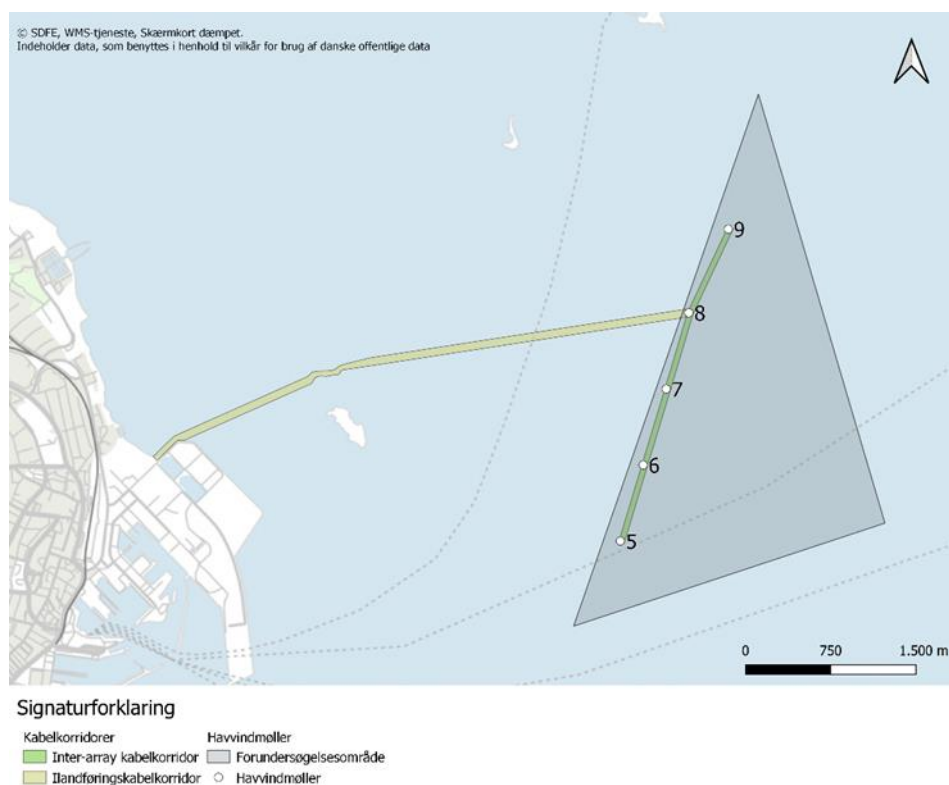 © SDFE, WMS-tjeneste, Skærmkort dæmpet.
Indeholder data, som benyttes i henhold til vilkår for brug af danske offentlige data
9
8
7
6
5
0 750 1.500 m
Signaturforklaring
Kabelkorridorer Havvindmøller
Inter-array kabelkorridor Forundersøgelsesområde
Ilandføringskabelkorridor Havvindmøller